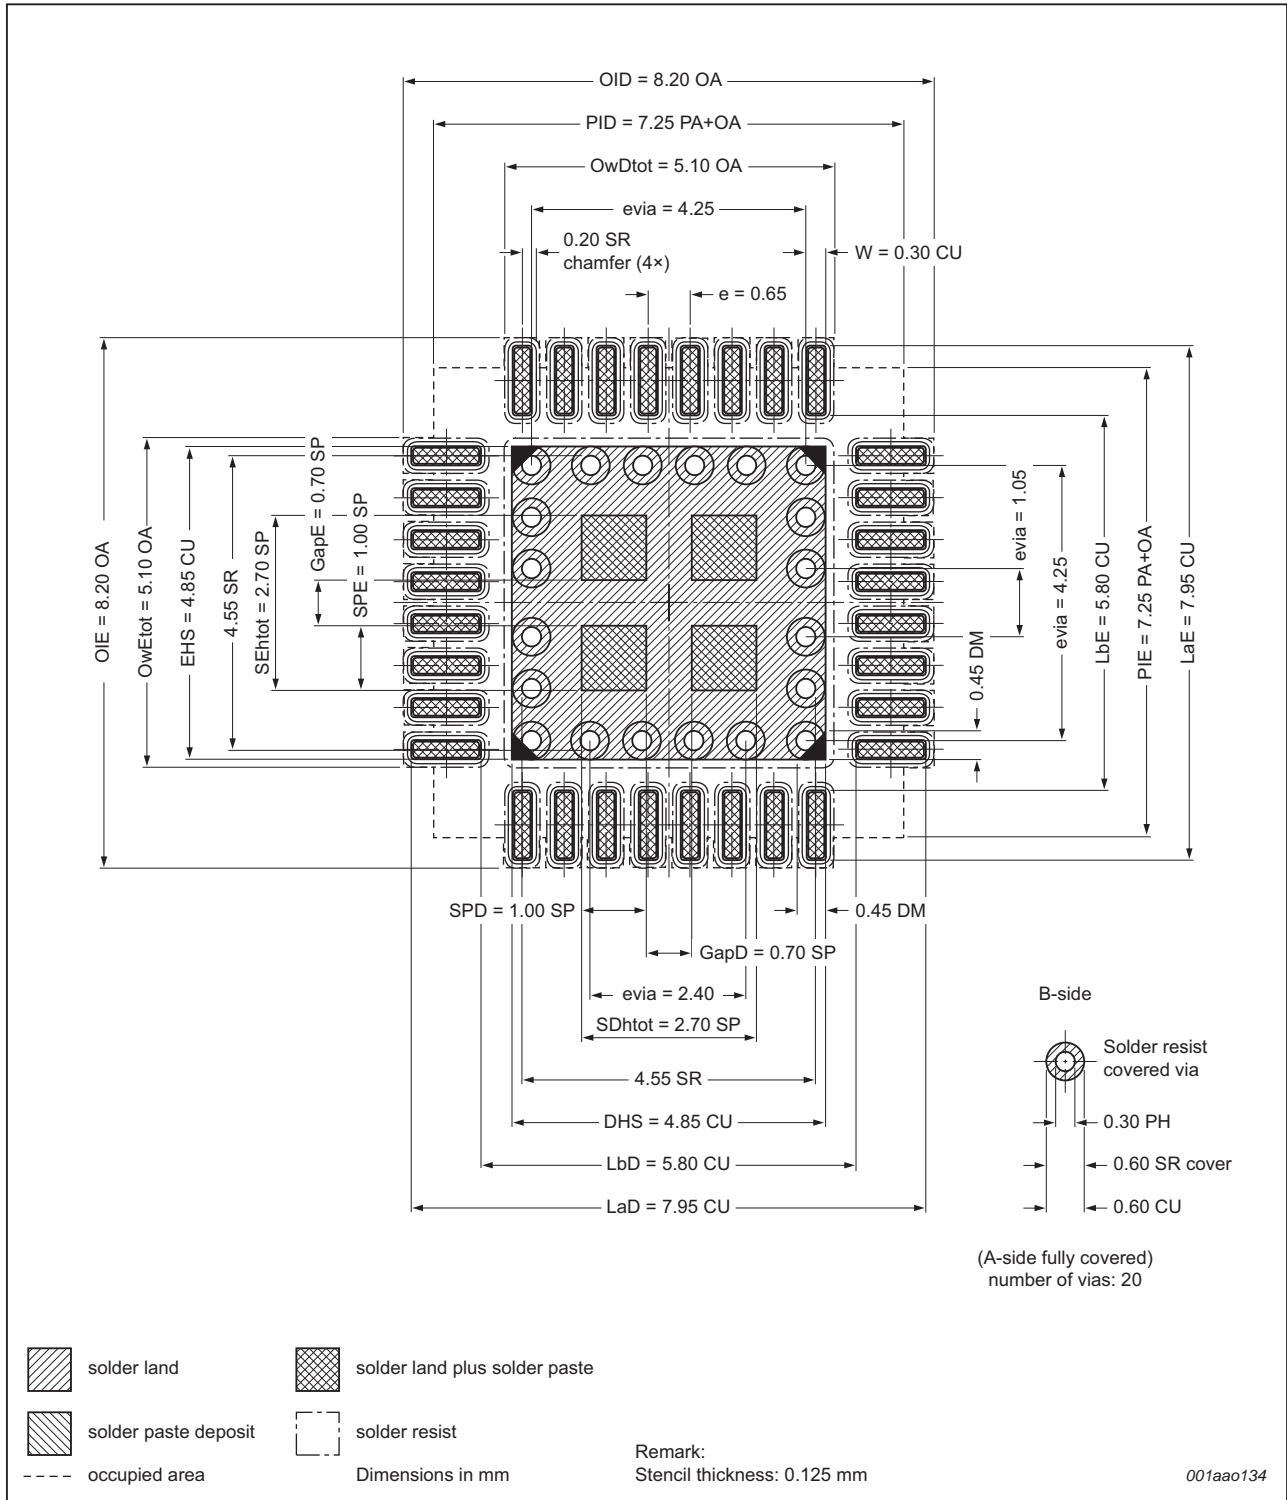 OID = 8.20 OA
PID = 7.25 PA+OA
OwDtot = 5.10 OA
evia = 4.25
0.20 SR
chamfer (4×)
W = 0.30 CU
e = 0.65
OIE = 8.20 OA
OwEtot = 5.10 OA
EHS = 4.85 CU
4.55 SR
SEhtot = 2.70 SP
GapE = 0.70 SP
SPE = 1.00 SP
0.45 DM
evia = 1.05
evia = 4.25
LbE = 5.80 CU
PIE = 7.25 PA+OA
LaE = 7.95 CU
SPD = 1.00 SP
0.45 DM
GapD = 0.70 SP
evia = 2.40
SDhtot = 2.70 SP
4.55 SR
DHS = 4.85 CU
LbD = 5.80 CU
LaD = 7.95 CU
B-side
Solder resist
covered via
0.30 PH
0.60 SR cover
0.60 CU
(A-side fully covered)
number of vias: 20
solder land
solder land plus solder paste
solder paste deposit
solder resist
occupied area
Dimensions in mm
Remark:
Stencil thickness: 0.125 mm
001aao134